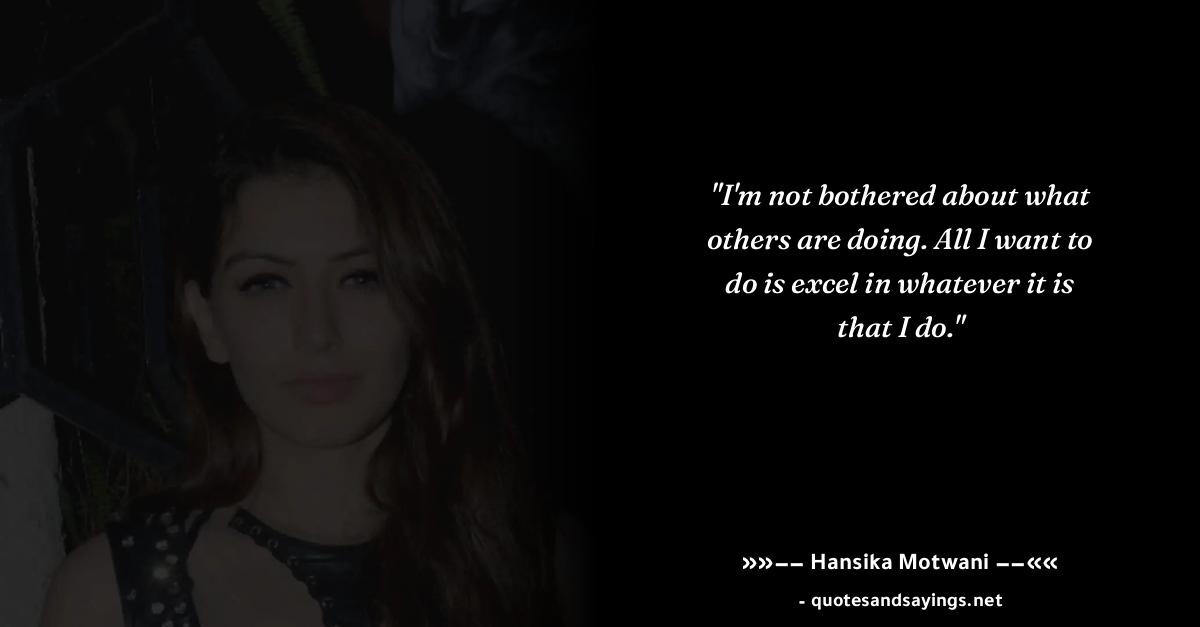 "I'm not bothered about what
others are doing. All I want to
do is excel in whatever it is
that I do."
»»–– Hansika Motwani ––««
- quotesandsayings.net